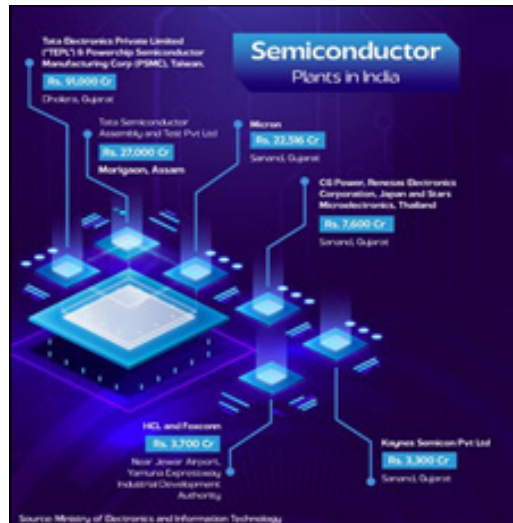 Semiconductor
Plants in India
Tata Electronics Private Limited
("TEPL") & Powerchip Semiconductor
Manufacturing Corp (PSMC), Taiwan.
Rs. 91,000 Cr
Dholera, Gujarat
Tata Semiconductor
Assembly and Test Pvt Ltd
Rs. 27,000 Cr
Morigaon, Assam
Micron
Rs. 22,516 Cr
Sanand, Gujarat
CG Power, Renesas Electronics
Corporation, Japan and Stars
Microelectronics, Thailand
Rs. 7,600 Cr
Sanand, Gujarat
HCL and Foxconn
Rs. 3,700 Cr
Near Jewar Airport,
Yamuna Expressway
Industrial Development
Authority
Kaynes Semicon Pvt Ltd
Rs. 3,300 Cr
Sanand, Gujarat
Source: Ministry of Electronics and Information Technology